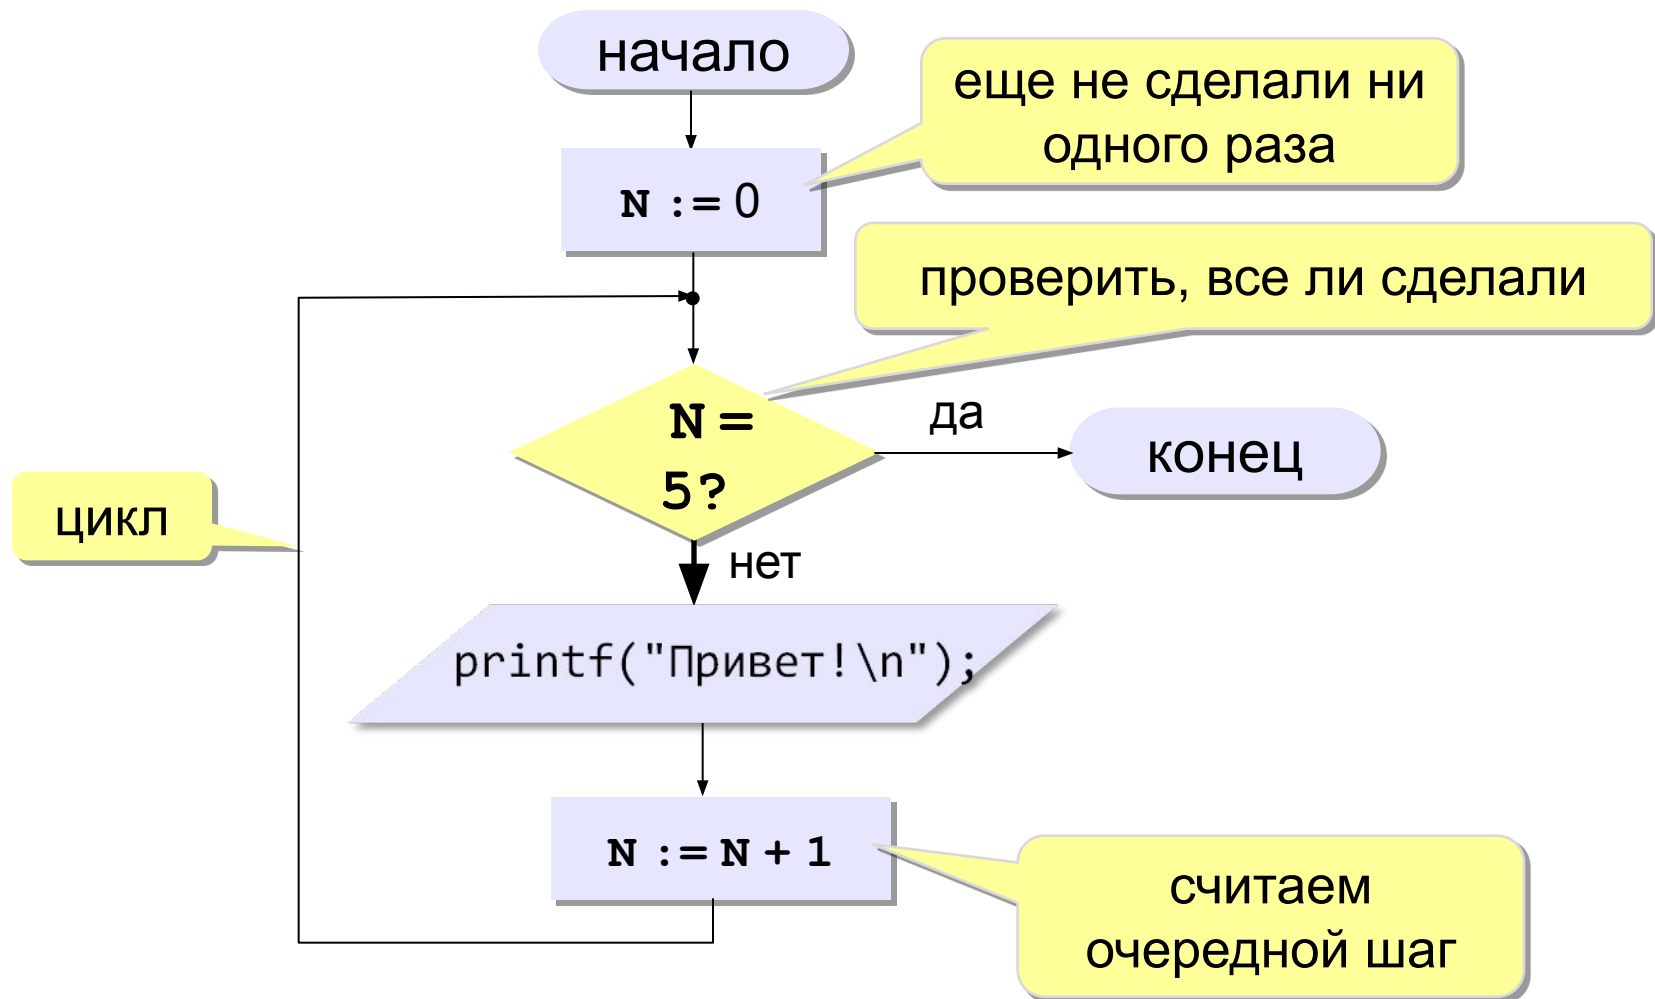 начало
еще не сделали ни
одного раза
N := 0
проверить, все ли сделали
N =
5?
да
конец
цикл
нет
printf("Привет!\n");
N := N + 1
считаем
очередной шаг